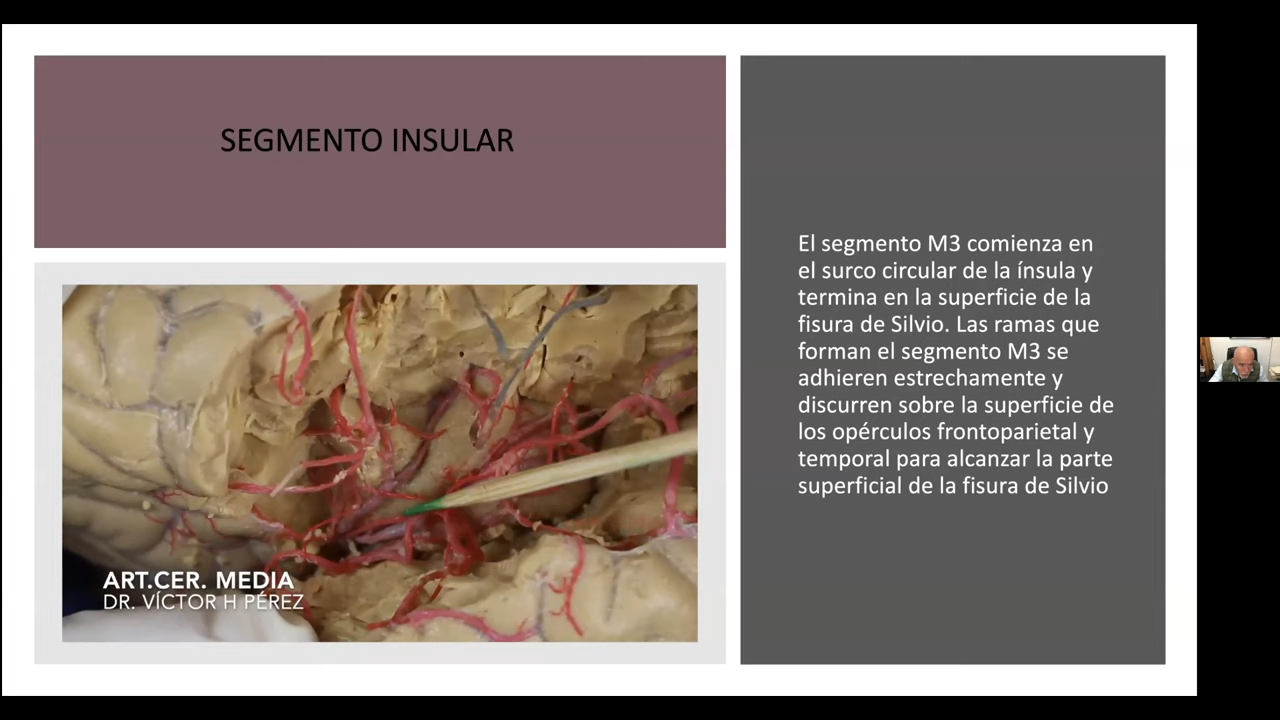 SEGMENTO INSULAR
El segmento M3 comienza en
el surco circular de la ínsula y
termina en la superficie de la
fisura de Silvio. Las ramas que
forman el segmento M3 se
adhieren estrechamente y
discurren sobre la superficie de
los opérculos frontoparietal y
temporal para alcanzar la parte
superficial de la fisura de Silvio
ART.CER. MEDIA
DR. VÍCTOR H PÉREZ